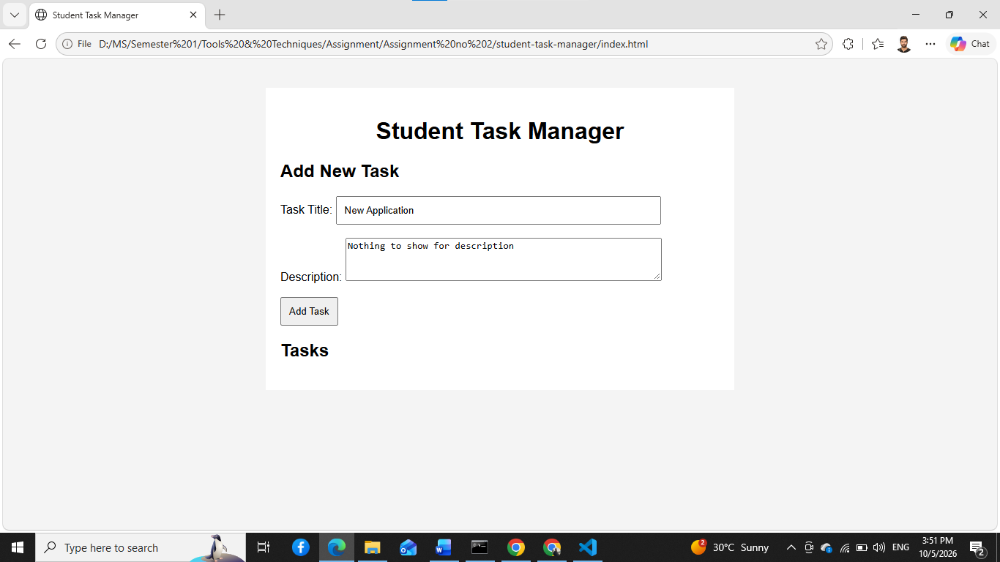 Student Task Manager
File D:/MS/Semester%201/Tools%20&%20Techniques/Assignment/Assignment%20no%202/student-task-manager/index.html
Chat
Student Task Manager
Add New Task
Task Title: New Application
Description: Nothing to show for description
Add Task
Tasks
Type here to search
2
30°C Sunny
ENG
3:51 PM
10/5/2026
2